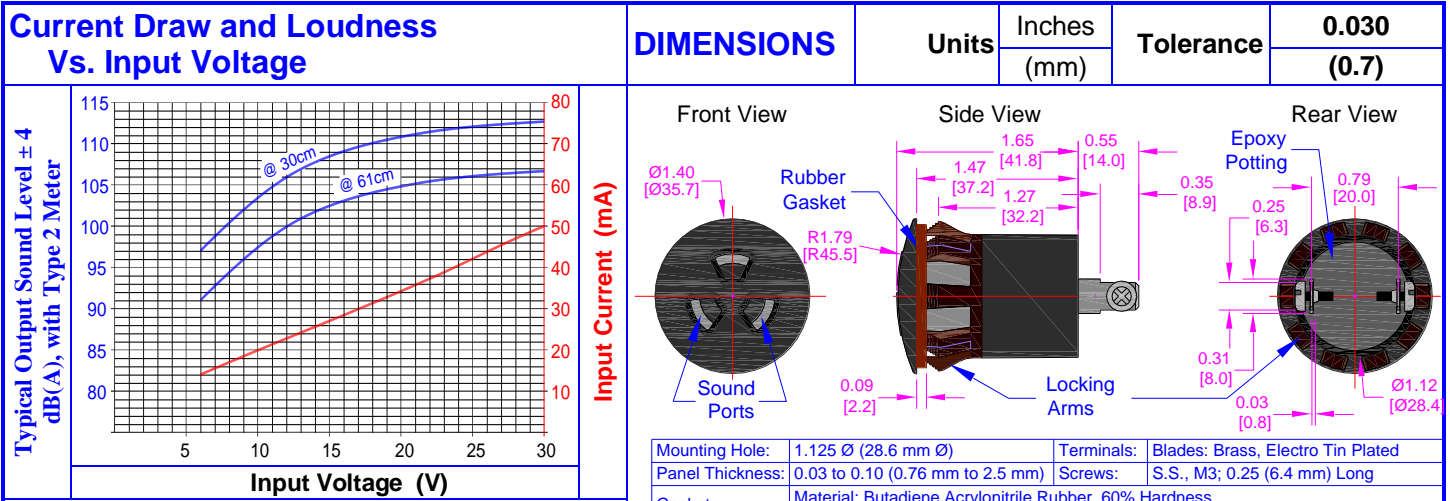 Current Draw and Loudness
Vs. Input Voltage
Typical Output Sound Level ± 4
dB(A), with Type 2 Meter
115
110
105
100
95
90
85
80
@ 30cm
@ 61cm
80
70
60
50
40
30
20
10
Input Current (mA)
5 10 15 20 25 30
Input Voltage (V)
DIMENSIONS
Units
Inches
(mm)
Tolerance
0.030
(0.7)
Front View
Side View
Rear View
Ø1.40
[Ø35.7]
Sound
Ports
Rubber
Gasket
R1.79
[R45.5]
1.65
[41.8]
0.55
[14.0]
1.47
[37.2]
1.27
[32.2]
0.35
[8.9]
0.09
[2.2]
Locking
Arms
Epoxy
Potting
0.79
[20.0]
0.25
[6.3]
0.31
[8.0]
0.03
[0.8]
Ø1.12
[Ø28.4]
Mounting Hole: 1.125 Ø (28.6 mm Ø) Terminals: Blades: Brass, Electro Tin Plated
Panel Thickness: 0.03 to 0.10 (0.76 mm to 2.5 mm) Screws: S.S., M3; 0.25 (6.4 mm) Long
Material: Butadiene Acrylonitrile Rubber, 60% Hardness